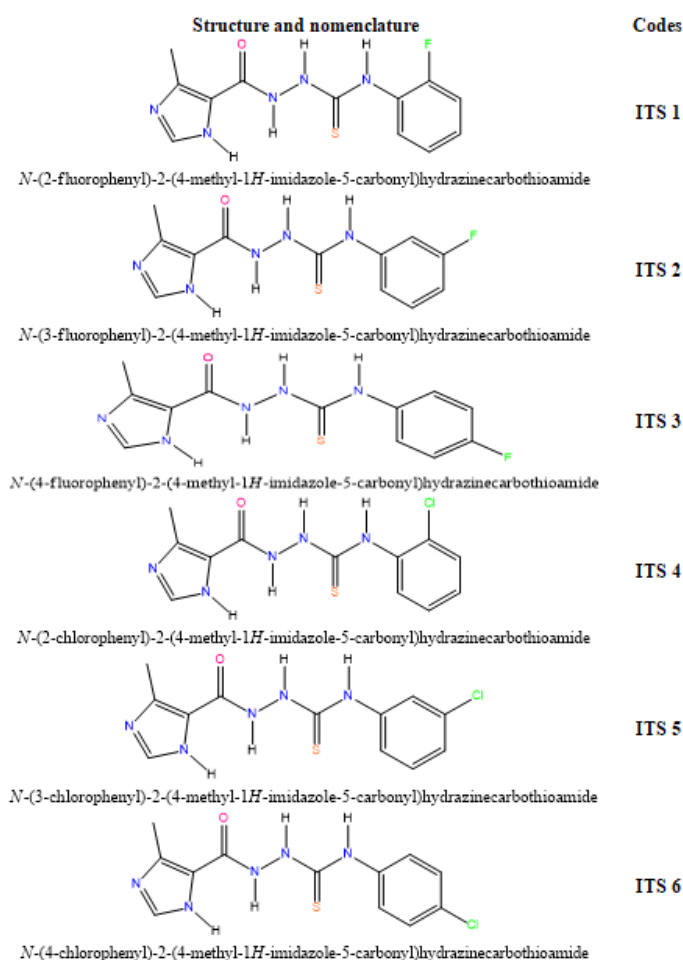 Structure and nomenclature Codes
O H H F
N N N N
N H S ITS 1
H
N-(2-fluorophenyl)-2-(4-methyl-1H-imidazole-5-carbonyl)hydrazinecarbothioamide
O H H
N N N F
N N H S ITS 2
H
N-(3-fluorophenyl)-2-(4-methyl-1H-imidazole-5-carbonyl)hydrazinecarbothioamide
O H H
N N N
N N H S ITS 3
H F
N-(4-fluorophenyl)-2-(4-methyl-1H-imidazole-5-carbonyl)hydrazinecarbothioamide
O H H Cl
N N N
N N H S ITS 4
H
N-(2-chlorophenyl)-2-(4-methyl-1H-imidazole-5-carbonyl)hydrazinecarbothioamide
O H H
N N N Cl
N N H S ITS 5
H
N-(3-chlorophenyl)-2-(4-methyl-1H-imidazole-5-carbonyl)hydrazinecarbothioamide
O H H
N N N
N N H S ITS 6
H Cl
N-(4-chlorophenyl)-2-(4-methyl-1H-imidazole-5-carbonyl)hydrazinecarbothioamide